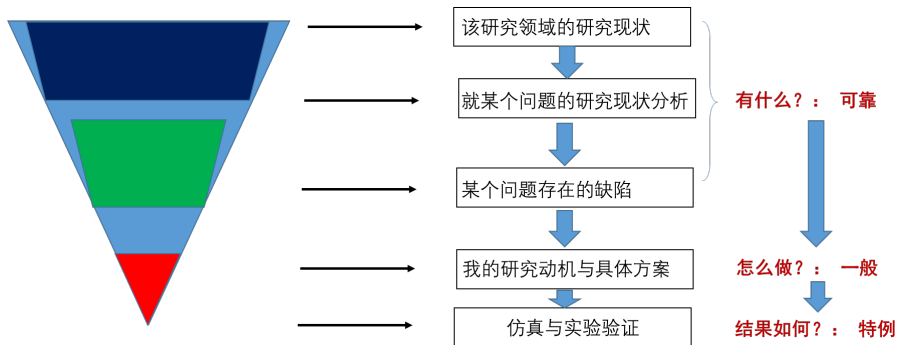 该研究领域的研究现状
就某个问题的研究现状分析
有什么？： 可靠
某个问题存在的缺陷
我的研究动机与具体方案
怎么做？： 一般
仿真与实验验证
结果如何？： 特例